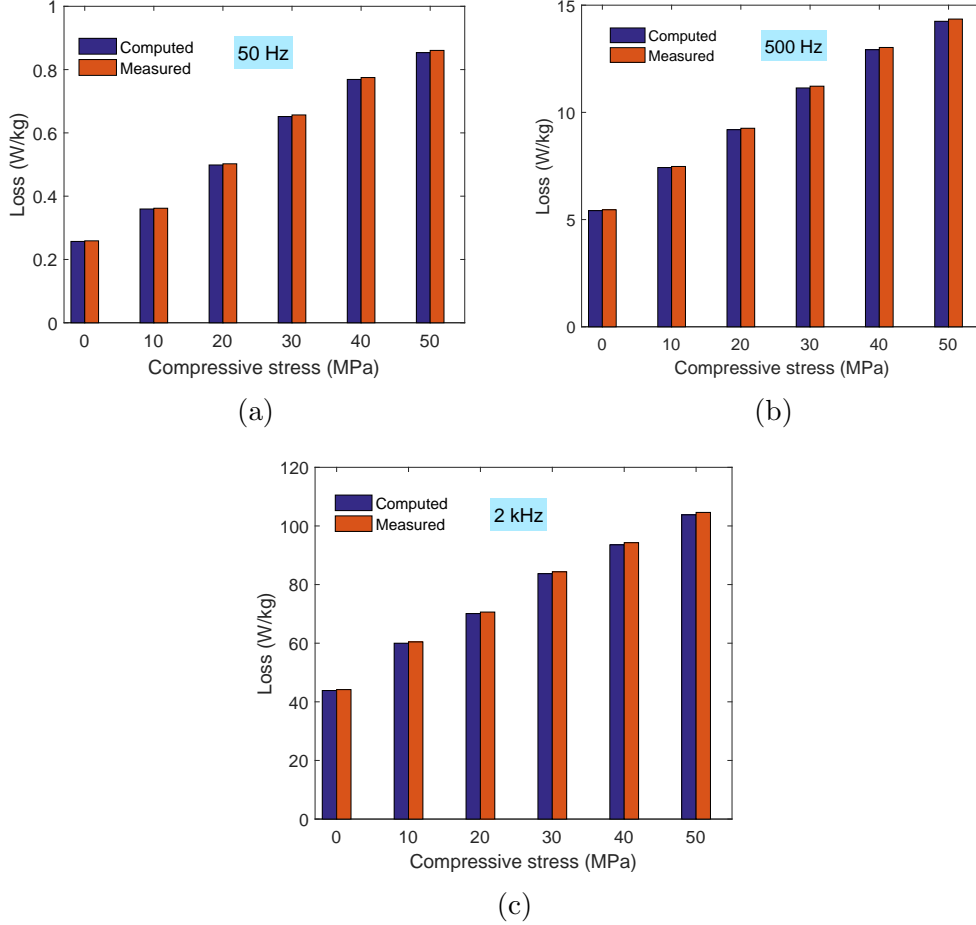 1
0.8
0.6
0.4
0.2
0
Loss (W/kg)
Computed
Measured
50 Hz
0 10 20 30 40 50
Compressive stress (MPa)
(a)
15
10
5
0
Loss (W/kg)
Computed
Measured
500 Hz
0 10 20 30 40 50
Compressive stress (MPa)
(b)
120
100
80
60
40
20
0
Loss (W/kg)
Computed
Measured
2 kHz
0 10 20 30 40 50
Compressive stress (MPa)
(c)